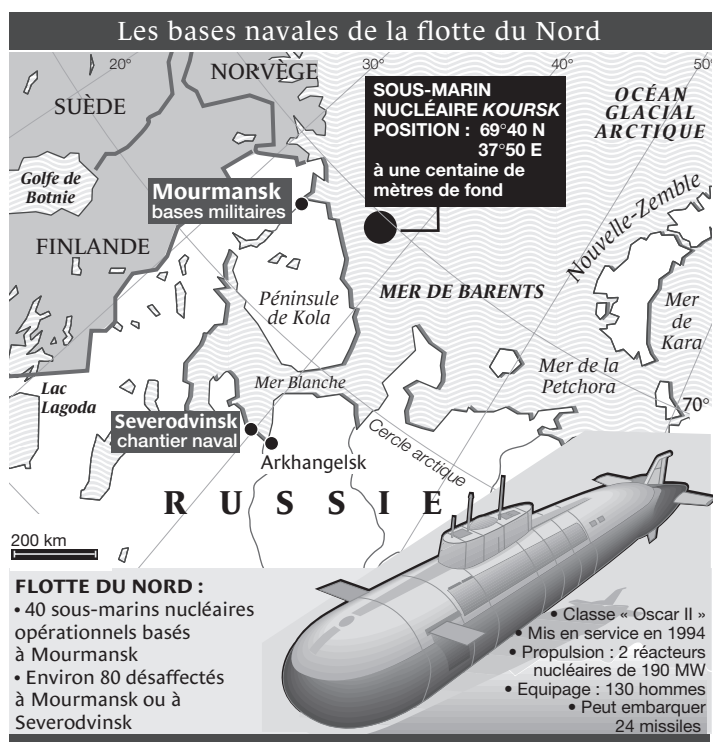 Les bases navales de la flotte du Nord
20°
30°
40°
50°
NORVÈGE
SUÈDE
SOUS-MARIN
NUCLÉAIRE KOURSK
POSITION : 69°40 N
37°50 E
à une centaine de
mètres de fond
OCÉAN
GLACIAL
ARCTIQUE
Golfe de
Botnie
Mourmansk
bases militaires
Nouvelle-Zemble
FINLANDE
MER DE BARENTS
Péninsule
de Kola
Mer
de
Kara
Mer de la
Petchora
Mer Blanche
Lac
Lagoda
70°
Severodvinsk
chantier naval
Cercle arctique
Arkhangelsk
RUSSIE
200 km
FLOTTE DU NORD :
• 40 sous-marins nucléaires
opérationnels basés
à Mourmansk
• Environ 80 désaffectés
à Mourmansk ou à
Severodvinsk
• Classe « Oscar II »
• Mis en service en 1994
• Propulsion : 2 réacteurs
nucléaires de 190 MW
• Equipage : 130 hommes
• Peut embarquer
24 missiles